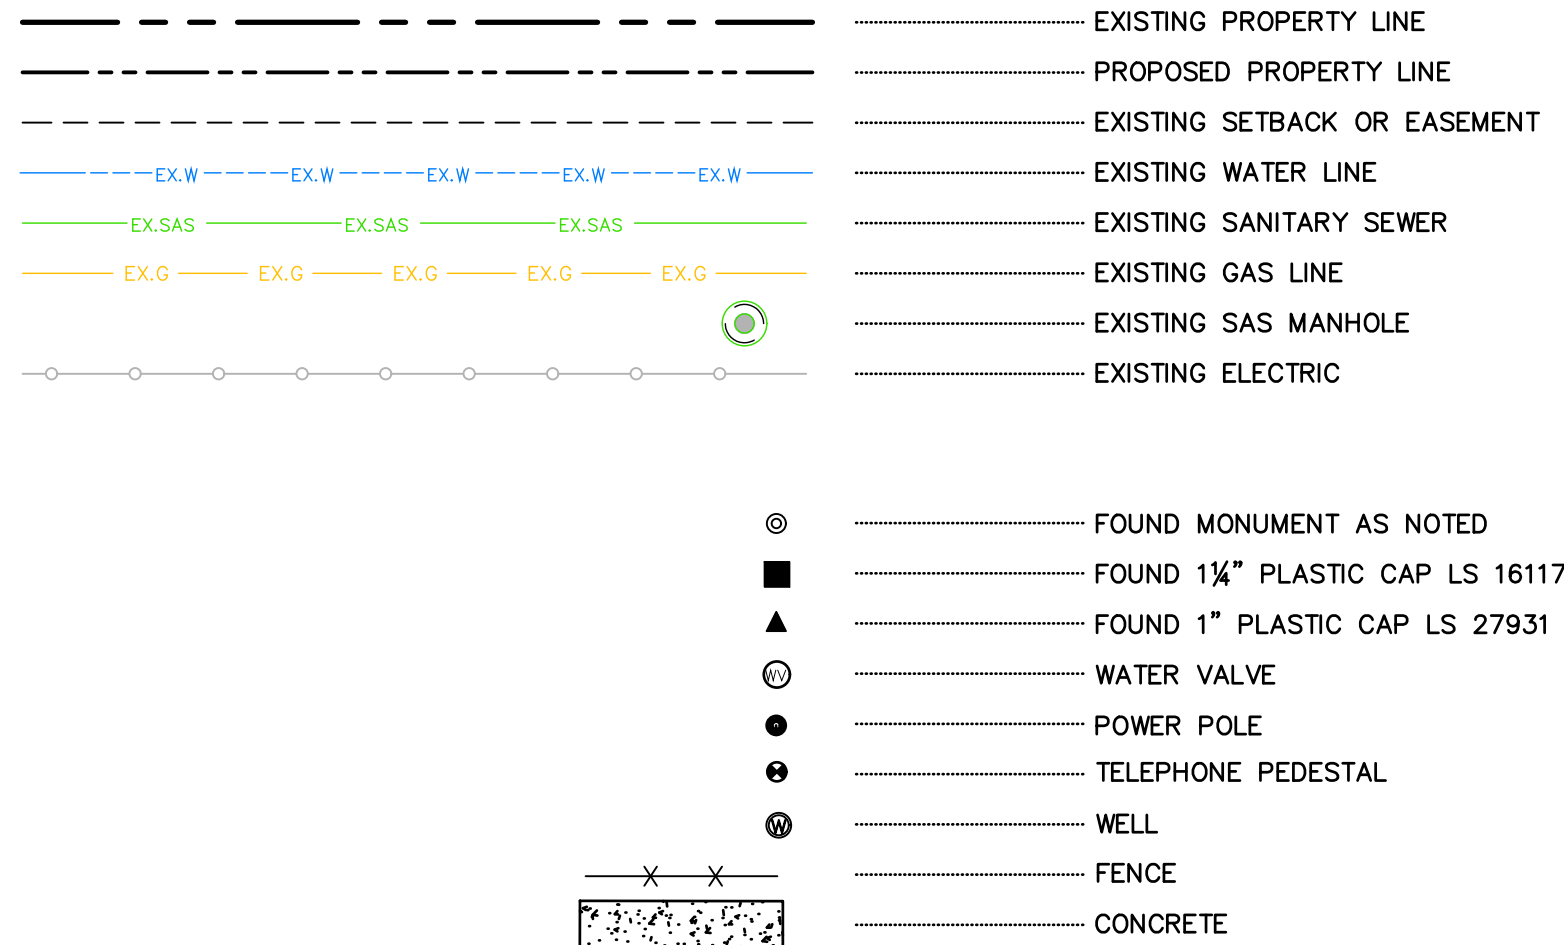 EXISTING PROPERTY LINE
PROPOSED PROPERTY LINE
EXISTING SETBACK OR EASEMENT
EX.W EX.W EX.W EX.W EX.W EXISTING WATER LINE
EX.SAS EX.SAS EX.SAS EXISTING SANITARY SEWER
EX.G EX.G EX.G EX.G EX.G EXISTING GAS LINE
EXISTING SAS MANHOLE
EXISTING ELECTRIC
FOUND MONUMENT AS NOTED
FOUND 1¼” PLASTIC CAP LS 16117
FOUND 1” PLASTIC CAP LS 27931
WV WATER VALVE
POWER POLE
TELEPHONE PEDESTAL
W WELL
FENCE
CONCRETE